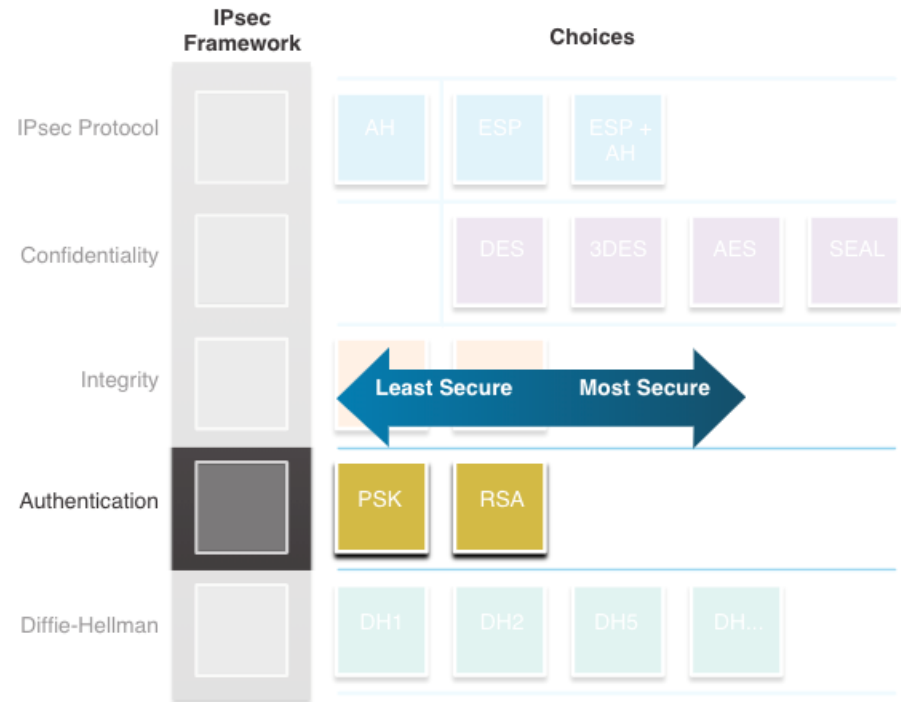 IPsec
Framework
Choices
IPsec Protocol
AH
ESP
ESP +
AH
Confidentiality
DES
3DES
AES
SEAL
Integrity
Least Secure
Most Secure
Authentication
PSK
RSA
Diffie-Hellman
DH1
DH2
DH5
DH...